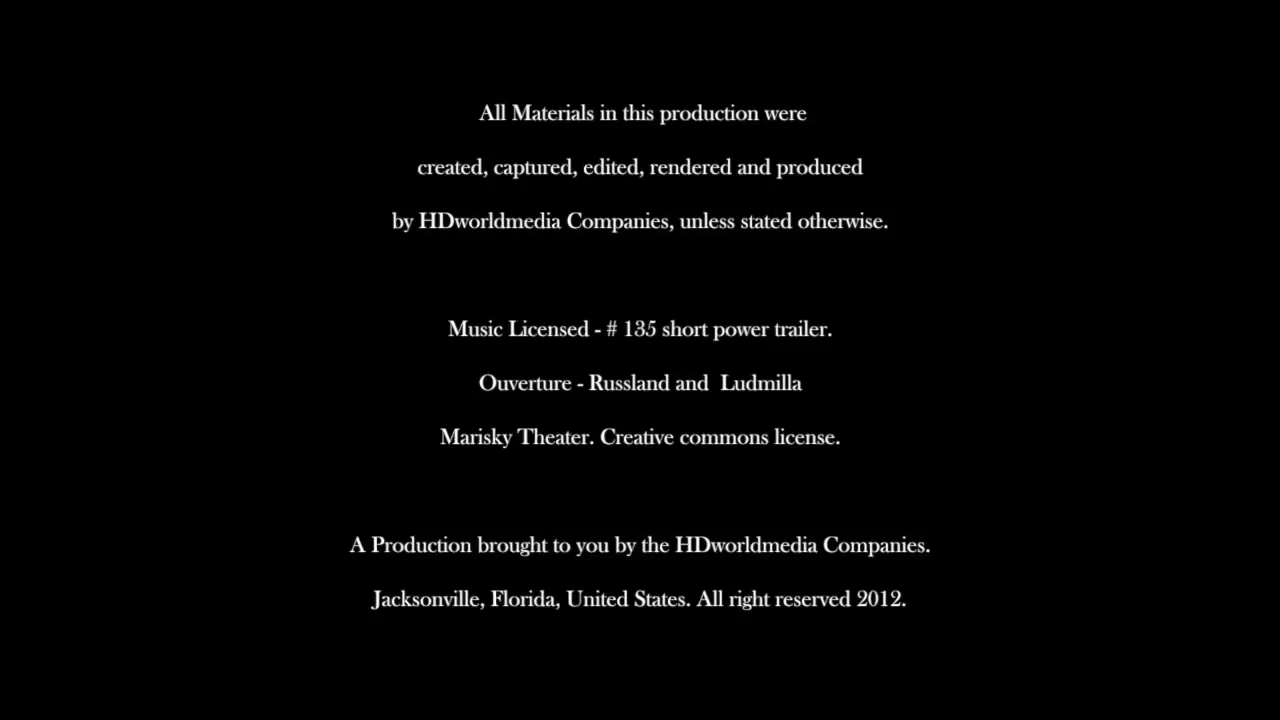 All Materials in this production were
created, captured, edited, rendered and produced
by HDworldmedia Companies, unless stated otherwise.
Music Licensed - # 135 short power trailer.
Ouverture - Russland and  Ludmilla
Marisky Theater. Creative commons license.
A Production brought to you by the HDworldmedia Companies.
Jacksonville, Florida, United States. All right reserved 2012.